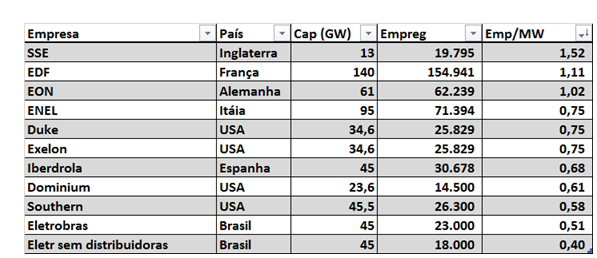 Empresa País Cap (GW) Empreg Emp/MW
SSE Inglaterra 13 19.795 1,52
EDF França 140 154.941 1,11
EON Alemanha 61 62.239 1,02
ENEL Itáia 95 71.394 0,75
Duke USA 34,6 25.829 0,75
Exelon USA 34,6 25.829 0,75
Iberdrola Espanha 45 30.678 0,68
Dominium USA 23,6 14.500 0,61
Southern USA 45,5 26.300 0,58
Eletrobras Brasil 45 23.000 0,51
Eletr sem distribuidoras Brasil 45 18.000 0,40